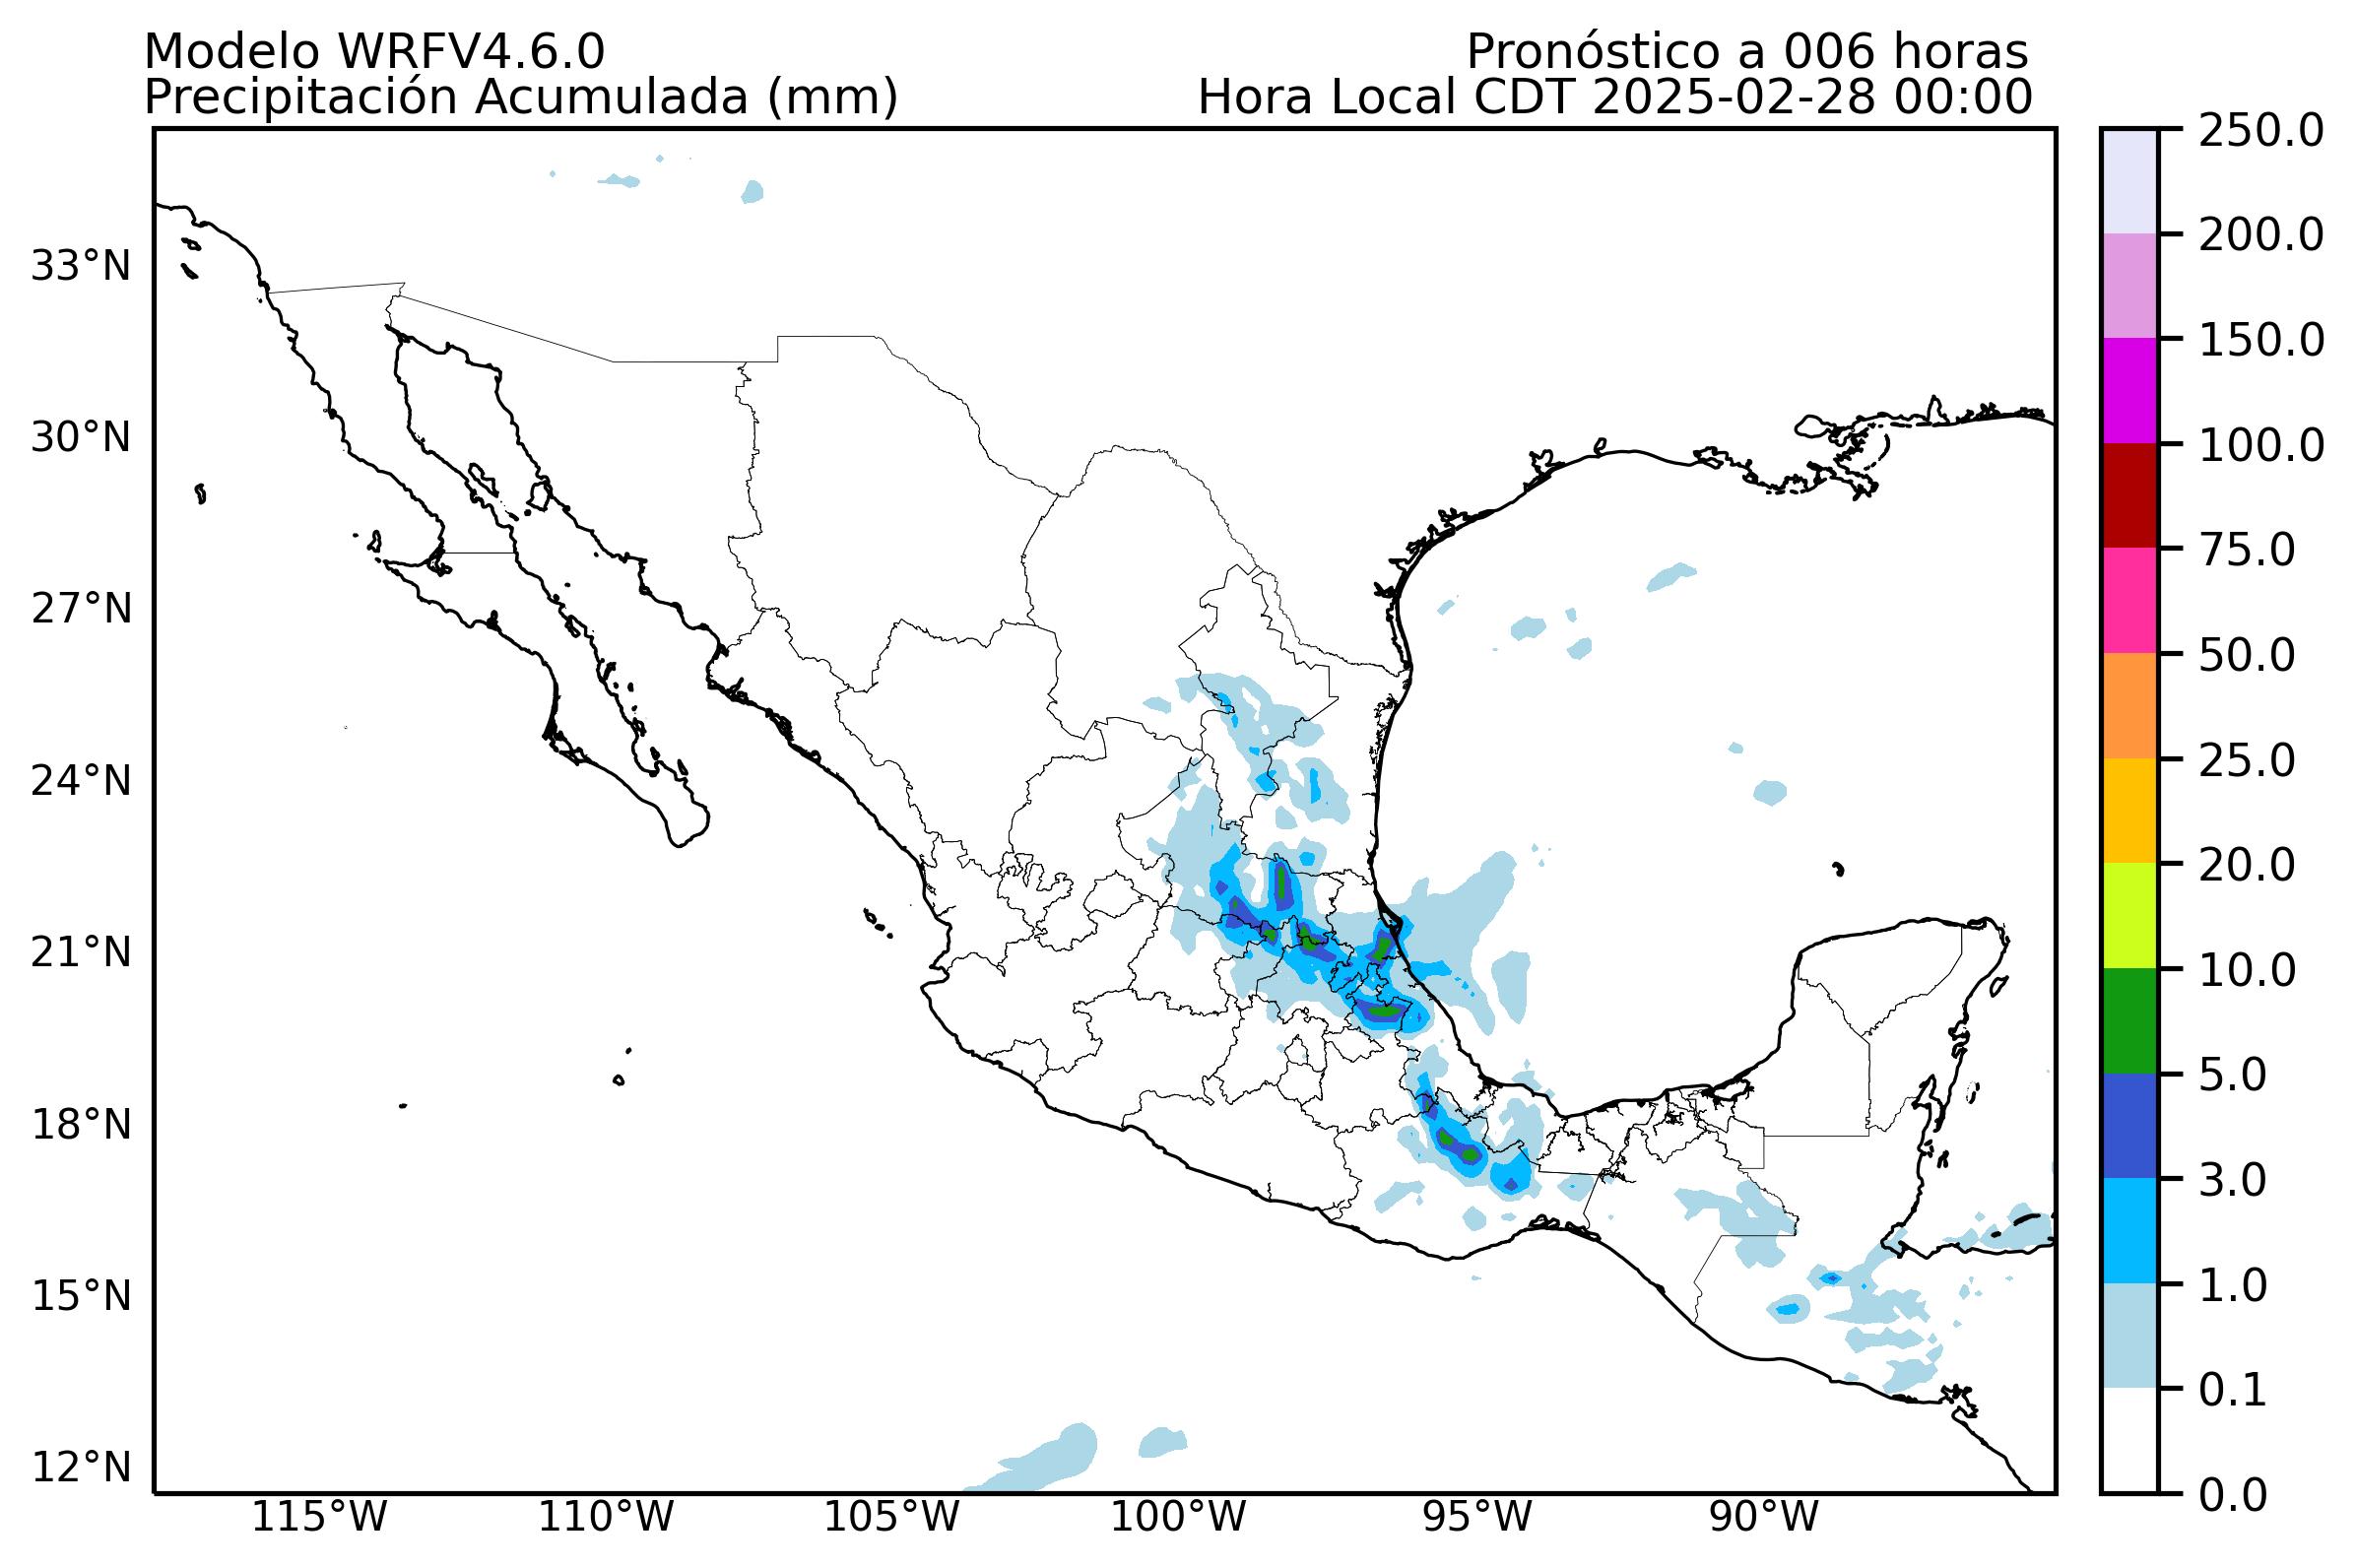 Modelo WRFV4.6.0
Pronóstico a 006 horas
Precipitación Acumulada (mm)
Hora Local CDT 2025-02-28 00:00
33°N
30°N
27°N
24°N
21°N
18°N
15°N
12°N
115°W
110°W
105°W
100°W
95°W
90°W
250.0
200.0
150.0
100.0
75.0
50.0
25.0
20.0
10.0
5.0
3.0
1.0
0.1
0.0